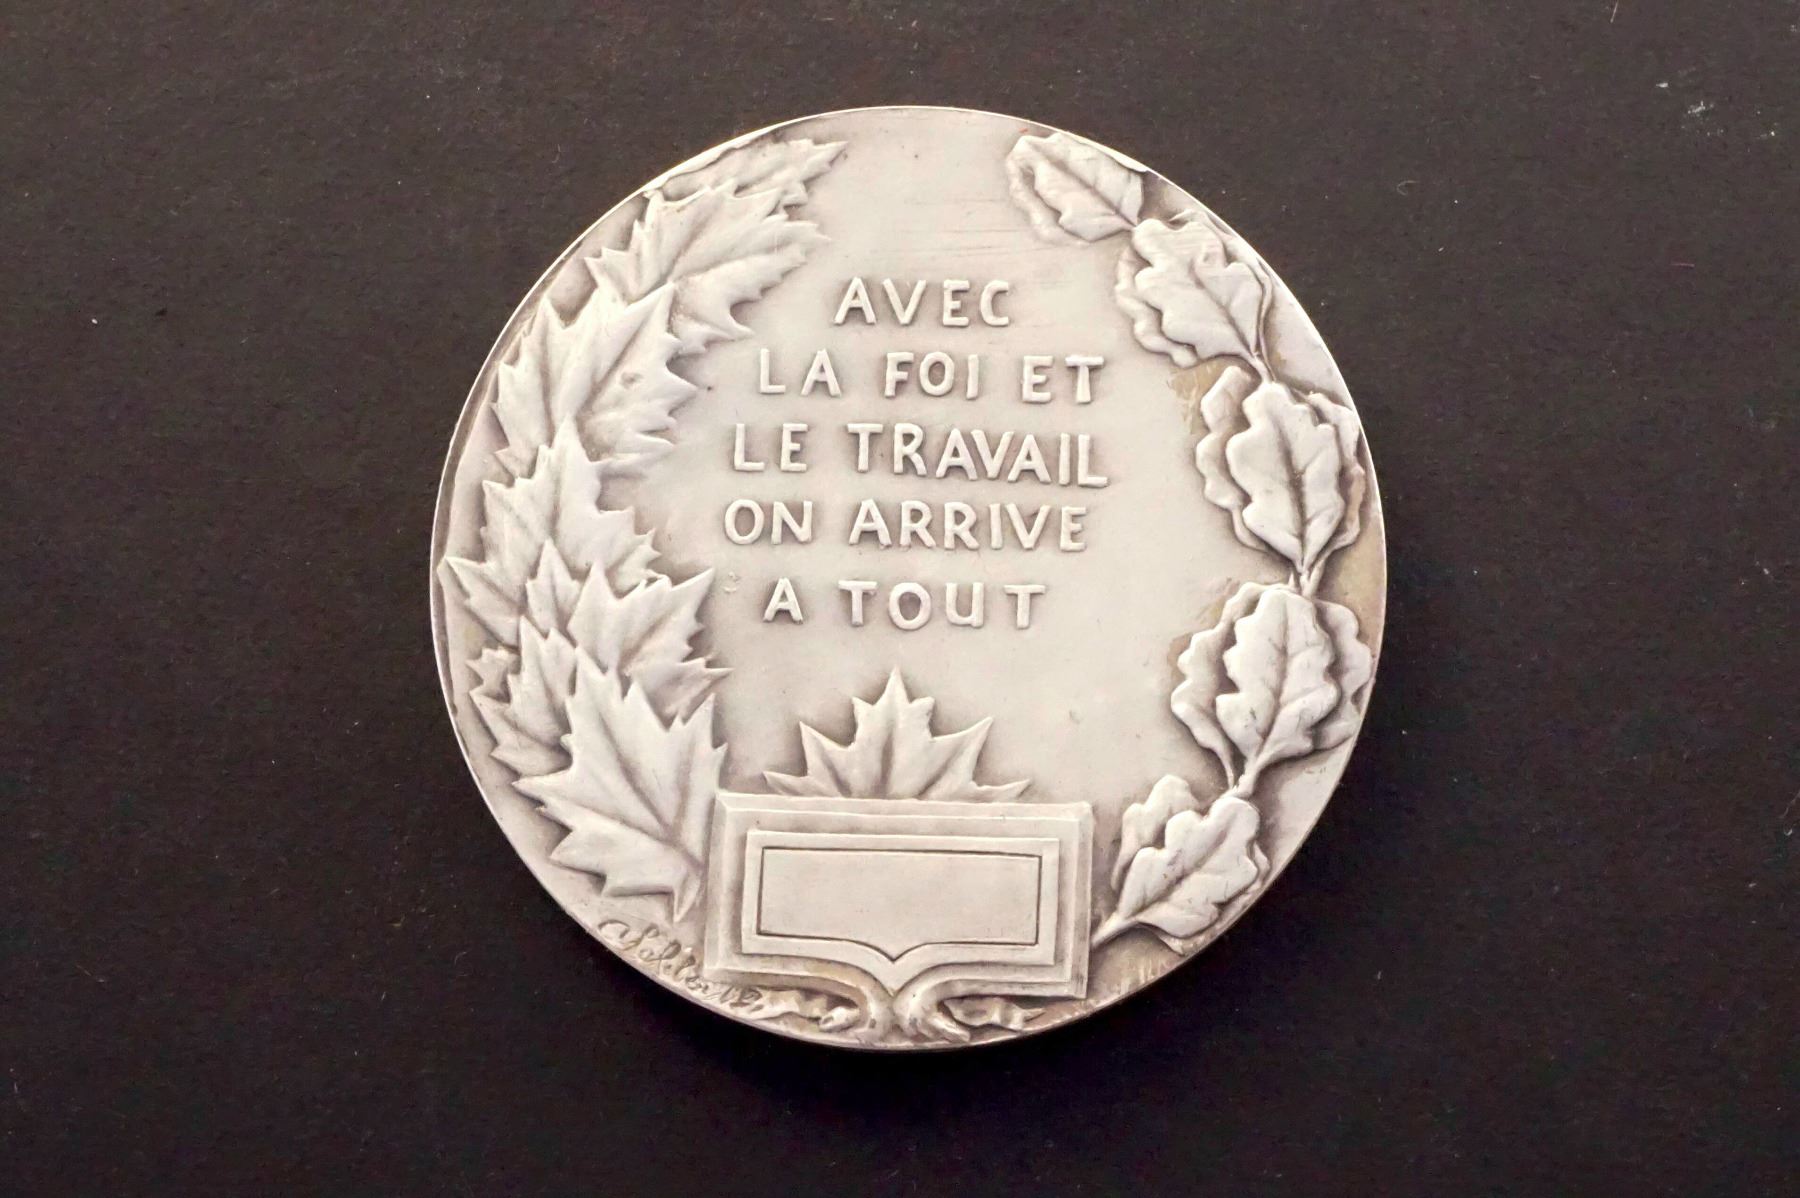 AVEC
LA FOI ET
LE TRAVAIL
ON ARRIVE
A TOUT